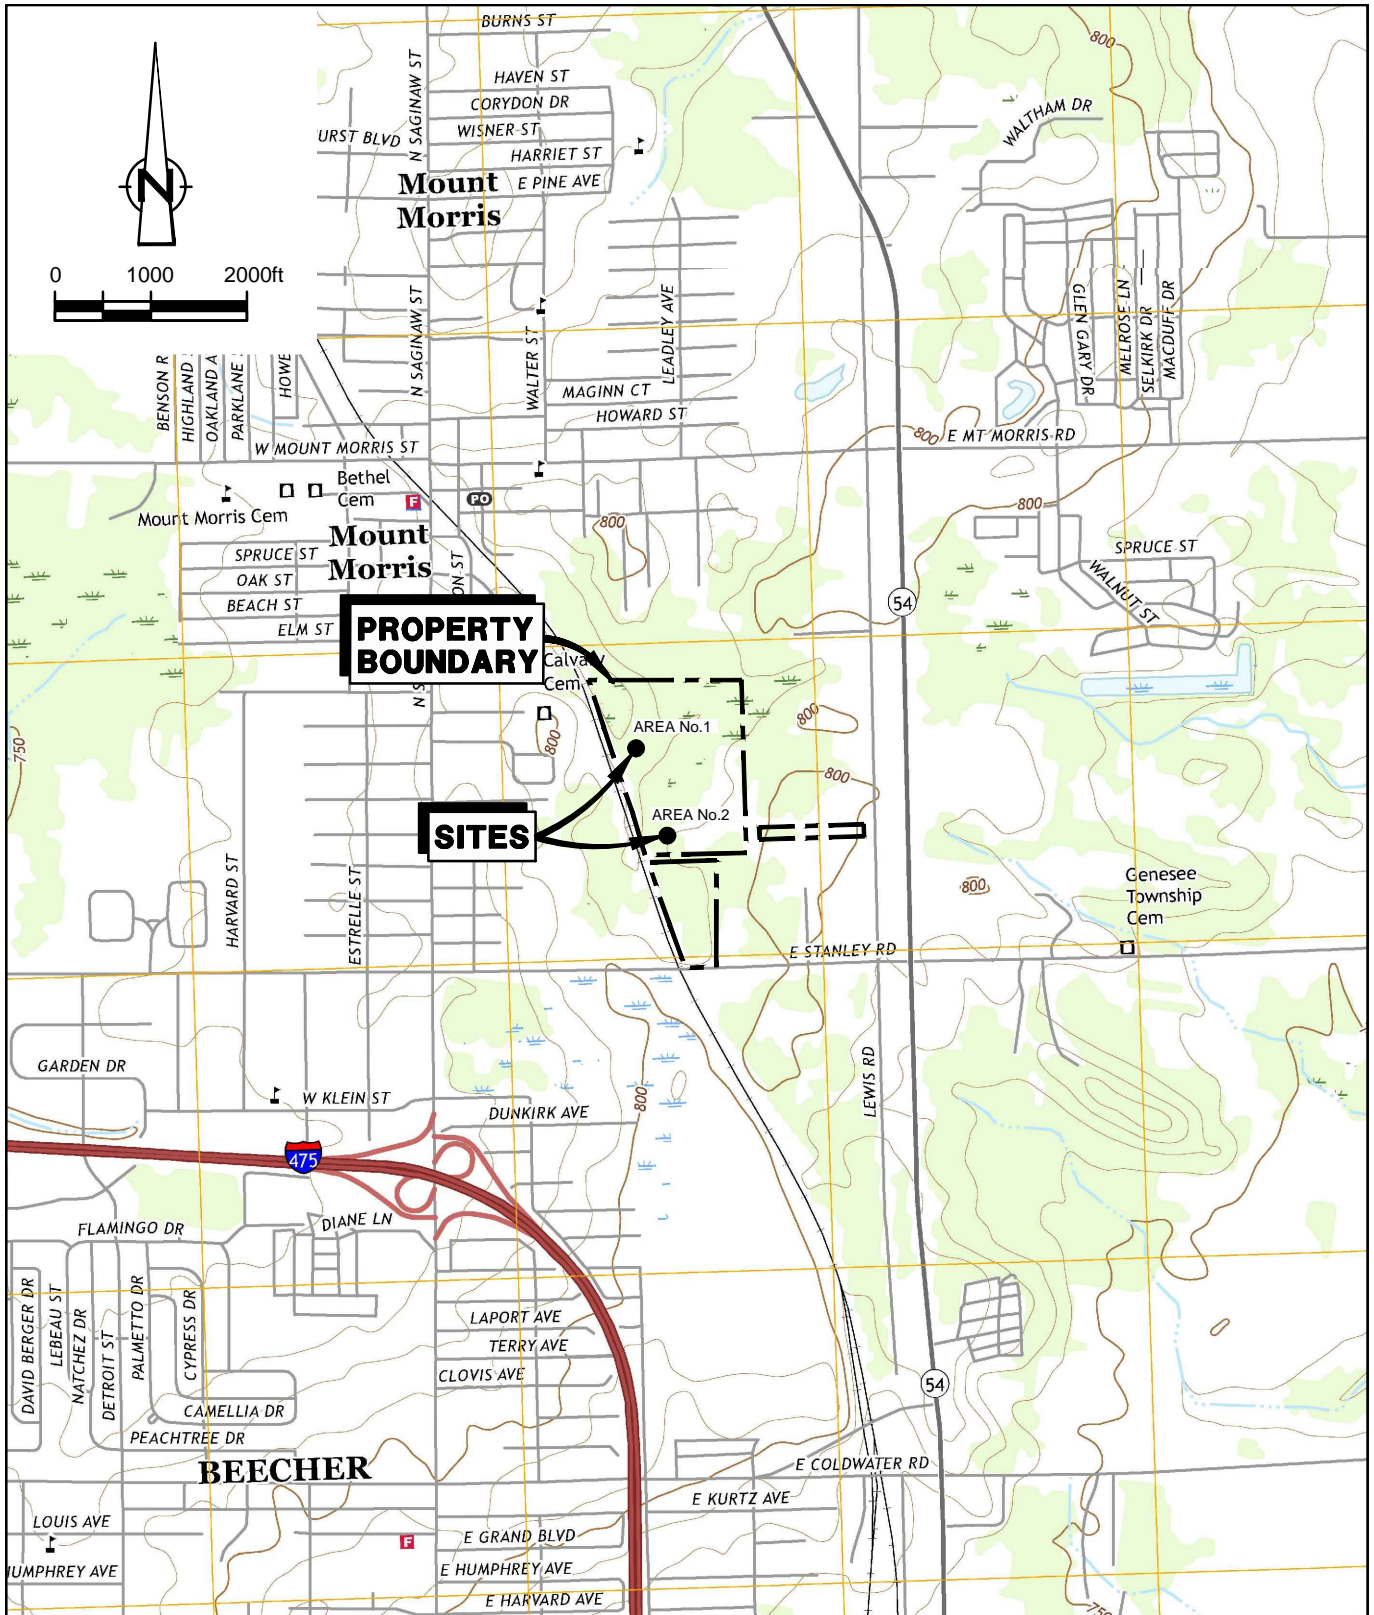 BURNS ST
HAVEN ST
CORYDON DR
WISNER ST
HARRIET ST
E PINE AVE
URST BLVD
N SAGINAW ST
Mount
Morris
WALTHAM DR
800
N
0 1000 2000ft
N SAGINAW ST
WALTER ST
LEADLEY AVE
MAGINN CT
HOWARD ST
GLEN GARY DR
MELROSE LN
SELKIRK DR
MACDUFF DR
BENSON R
HIGHLAND
OAKLAND A
PARKLANE
HOWE
W MOUNT MORRIS ST
800
E MT MORRIS RD
Bethel
Cem
F
PO
Mount Morris Cem
800
800
Mount
Morris
SPRUCE ST
OAK ST
BEACH ST
ELM ST
ON ST
SPRUCE ST
WALNUT ST
54
PROPERTY
BOUNDARY
Calvary
Cem
N S
750
800
AREA No.1
800
800
AREA No.2
SITES
HARVARD ST
ESTRELLE ST
800
Genesee
Township
Cem
E STANLEY RD
GARDEN DR
W KLEIN ST
DUNKIRK AVE
800
LEWIS RD
475
FLAMINGO DR
DIANE LN
DAVID BERGER DR
LEBEAU ST
NATCHEZ DR
DETROIT ST
PALMETTO DR
CYPRESS DR
LAPORT AVE
TERRY AVE
CLOVIS AVE
54
CAMELLIA DR
PEACHTREE DR
BEECHER
E COLDWATER RD
E KURTZ AVE
LOUIS AVE
F
E GRAND BLVD
HUMPHREY AVE
E HUMPHREY AVE
E HARVARD AVE
750